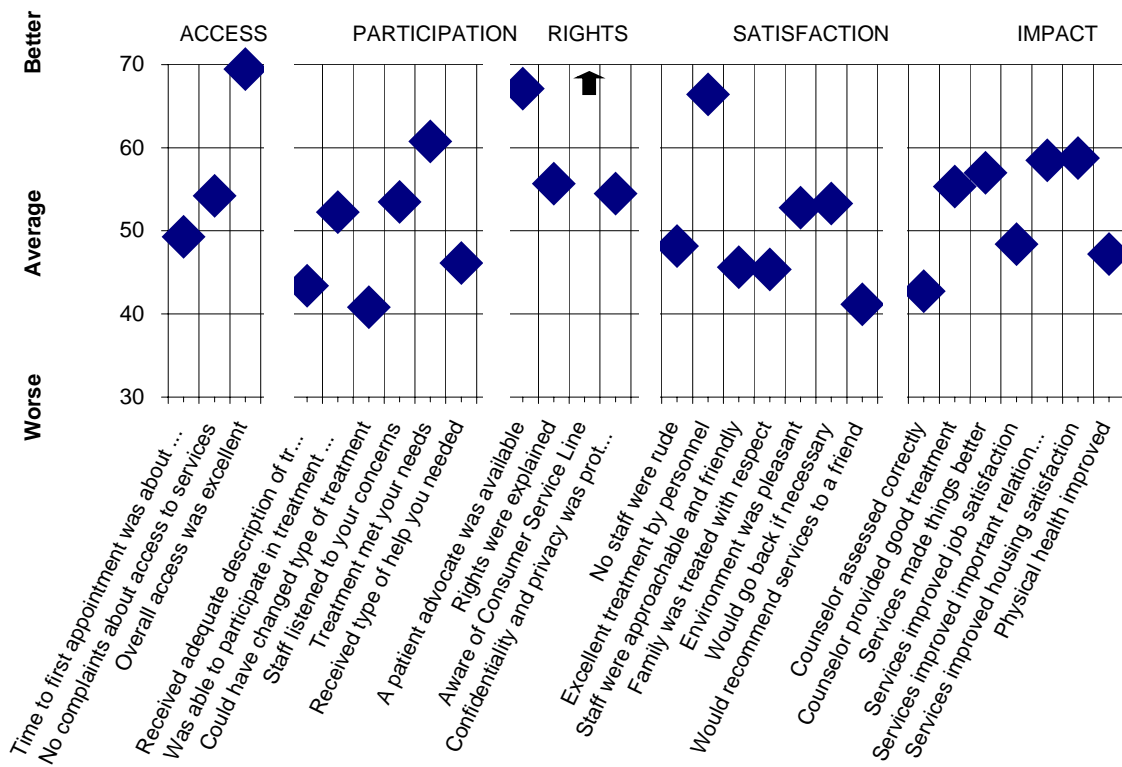 ACCESS
PARTICIPATION
RIGHTS
SATISFACTION
IMPACT
Better
Average
Worse
70
60
50
40
30
Time to first appointment was about ...
No complaints about access to services
Overall access was excellent
Received adequate description of tr...
Was able to participate in treatment ...
Could have changed type of treatment
Staff listened to your concerns
Treatment met your needs
Received type of help you needed
A patient advocate was available
Rights were explained
Aware of Consumer Service Line
Confidentiality and privacy was prot...
No staff were rude
Excellent treatment by personnel
Staff were approachable and friendly
Family was treated with respect
Environment was pleasant
Would go back if necessary
Would recommend services to a friend
Counselor assessed correctly
Counselor provided good treatment
Services made things better
Services improved job satisfaction
Services improved important relation...
Services improved housing satisfaction
Physical health improved